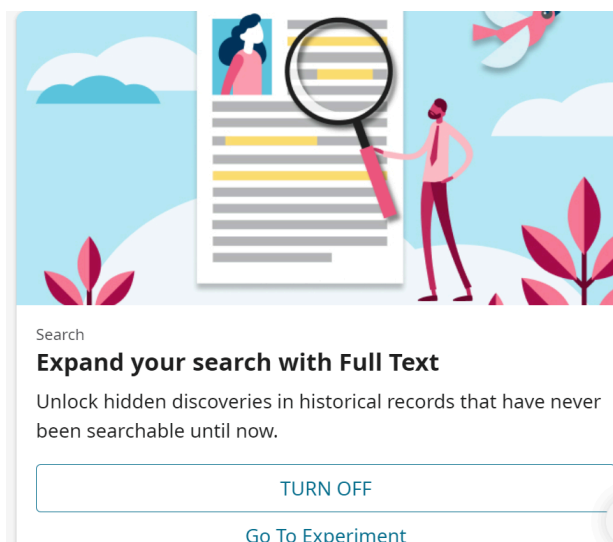 Search
Expand your search with Full Text
Unlock hidden discoveries in historical records that have never
been searchable until now.
TURN OFF
Go To Experiment